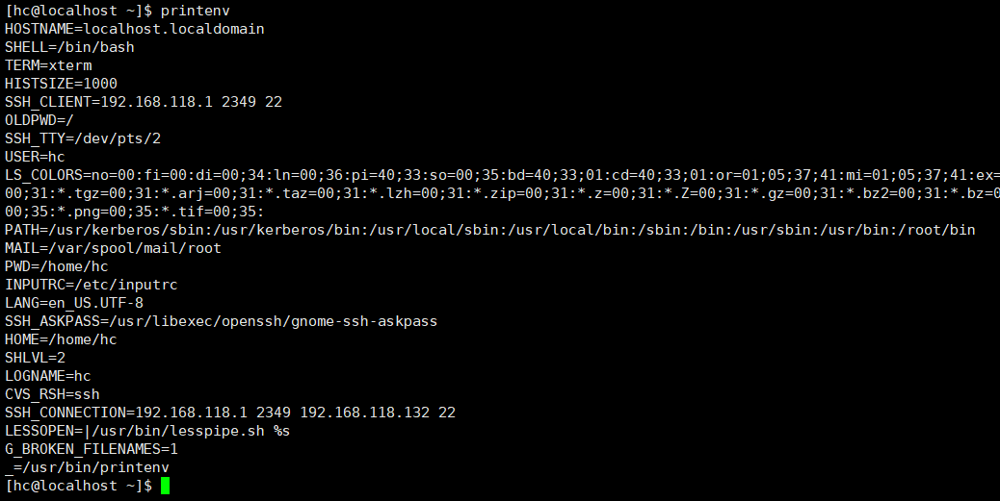 [hc@localhost ~]$ printenv
HOSTNAME=localhost.localdomain
SHELL=/bin/bash
TERM=xterm
HISTSIZE=1000
SSH_CLIENT=192.168.118.1 2349 22
OLDPWD=/
SSH_TTY=/dev/pts/2
USER=hc
LS_COLORS=no=00:fi=00:di=00;34:ln=00;36:pi=40;33:so=00;35:bd=40;33;01:cd=40;33;01:or=01;05;37;41:mi=01;05;37;41:ex=
00;31:*.tgz=00;31:*.arj=00;31:*.taz=00;31:*.lzh=00;31:*.zip=00;31:*.z=00;31:*.Z=00;31:*.gz=00;31:*.bz2=00;31:*.bz=0
00;35:*.png=00;35:*.tif=00;35:
PATH=/usr/kerberos/sbin:/usr/kerberos/bin:/usr/local/sbin:/usr/local/bin:/sbin:/bin:/usr/sbin:/usr/bin:/root/bin
MAIL=/var/spool/mail/root
PWD=/home/hc
INPUTRC=/etc/inputrc
LANG=en_US.UTF-8
SSH_ASKPASS=/usr/libexec/openssh/gnome-ssh-askpass
HOME=/home/hc
SHLVL=2
LOGNAME=hc
CVS_RSH=ssh
SSH_CONNECTION=192.168.118.1 2349 192.168.118.132 22
LESSOPEN=|/usr/bin/lesspipe.sh %s
G_BROKEN_FILENAMES=1
_=/usr/bin/printenv
[hc@localhost ~]$